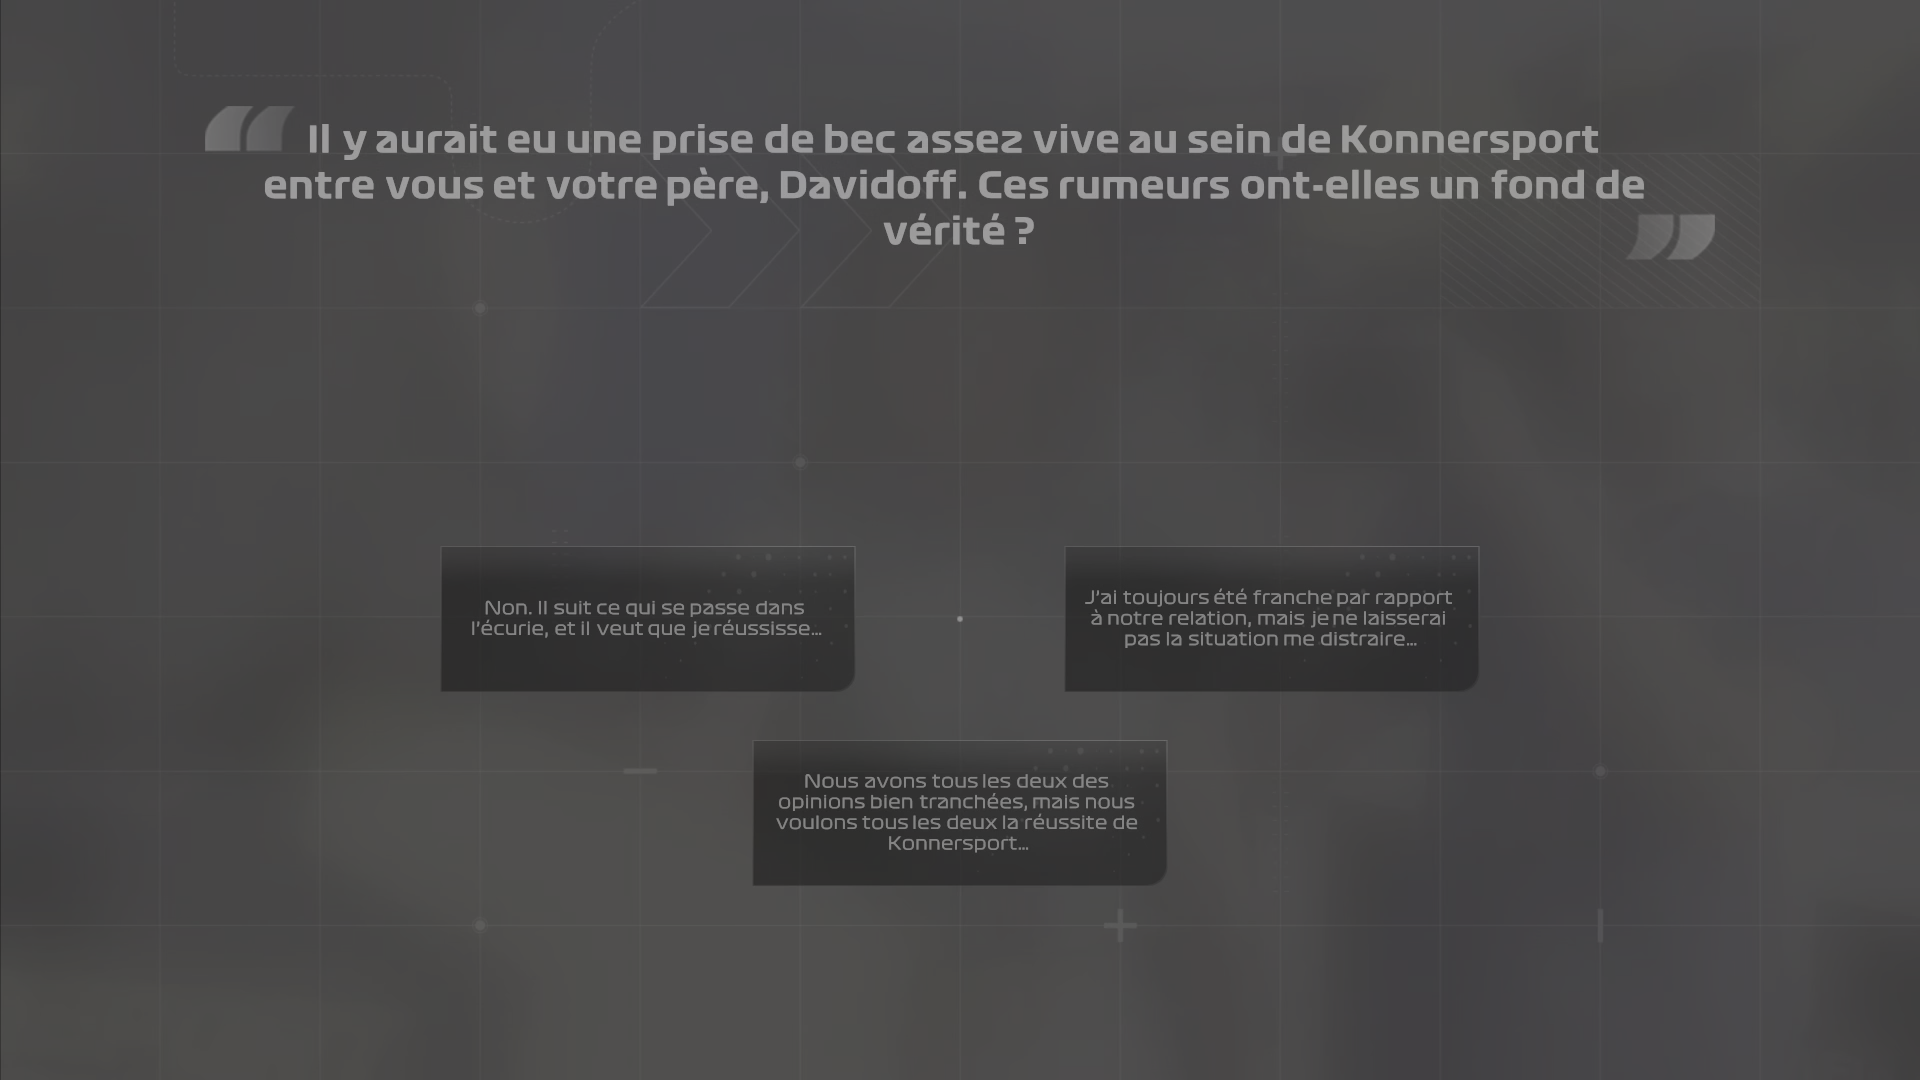 Il y aurait eu une prise de bec assez vive au sein de Konnersport
entre vous et votre père, Davidoff. Ces rumeurs ont-elles un fond de
vérité ?
Non. Il suit ce qui se passe dans
l'écurie, et il veut que je réussisse...
J'ai toujours été franche par rapport
à notre relation, mais je ne laisserai
pas la situation me distraire...
Nous avons tous les deux des
opinions bien tranchées, mais nous
voulons tous les deux la réussite de
Konnersport...